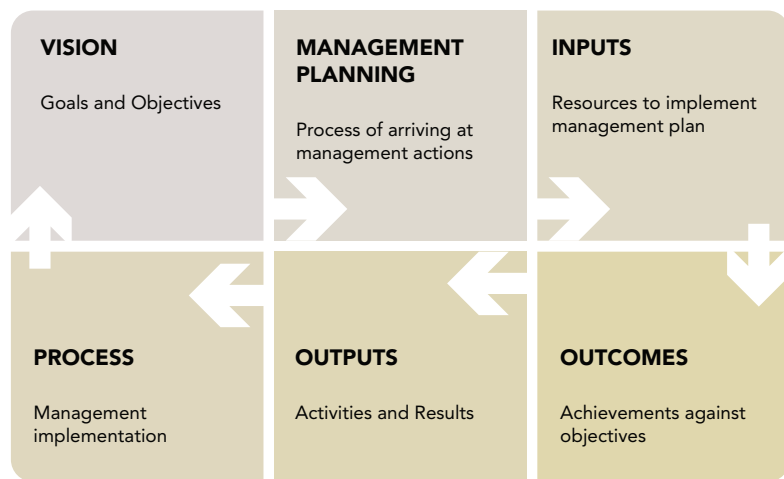 VISION
Goals and Objectives
MANAGEMENT
PLANNING
Process of arriving at
management actions
INPUTS
Resources to implement
management plan
PROCESS
Management
implementation
OUTPUTS
Activities and Results
OUTCOMES
Achievements against
objectives